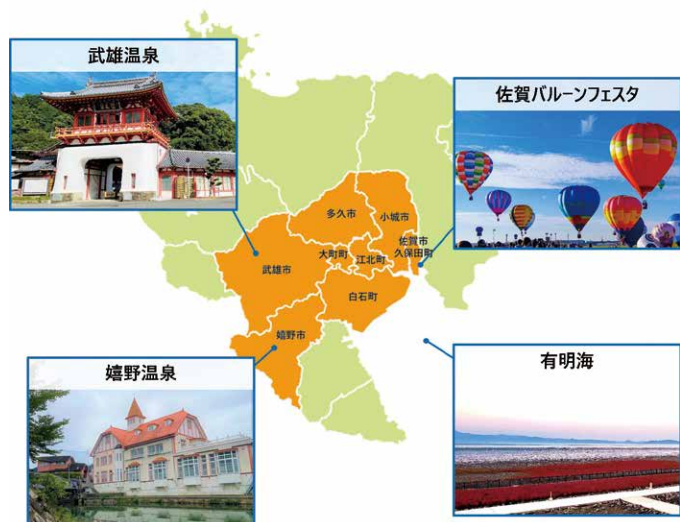 武雄温泉
佐賀バルーンフェスタ
多久市
小城市
佐賀市
久保田町
大町町
江北町
武雄市
白石町
嬉野市
嬉野温泉
有明海